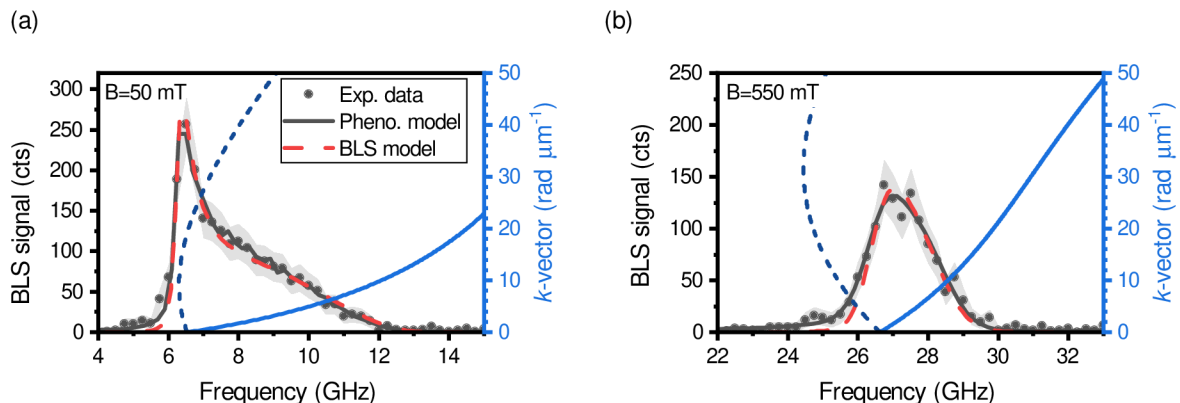 (a)
(b)
B=50 mT
Exp. data
Pheno. model
BLS model
BLS signal (cts)
300
250
200
150
100
50
0
50
40
30
20
10
0
k-vector (rad µm⁻¹)
4 6 8 10 12 14
Frequency (GHz)
B=550 mT
BLS signal (cts)
250
200
150
100
50
0
50
40
30
20
10
0
k-vector (rad µm⁻¹)
22 24 26 28 30 32
Frequency (GHz)